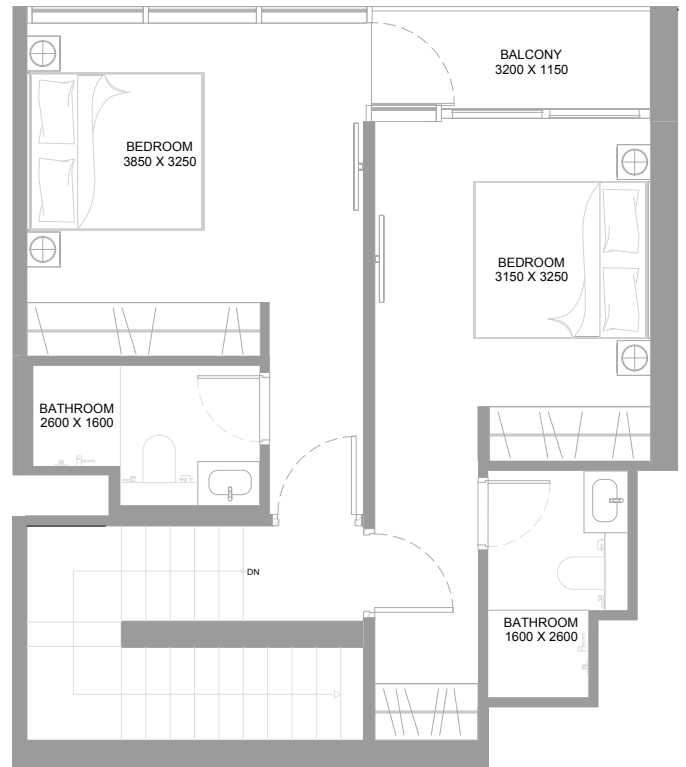 BALCONY
3200 X 1150
BEDROOM
3850 X 3250
BEDROOM
3150 X 3250
BATHROOM
2600 X 1600
DN
BATHROOM
1600 X 2600